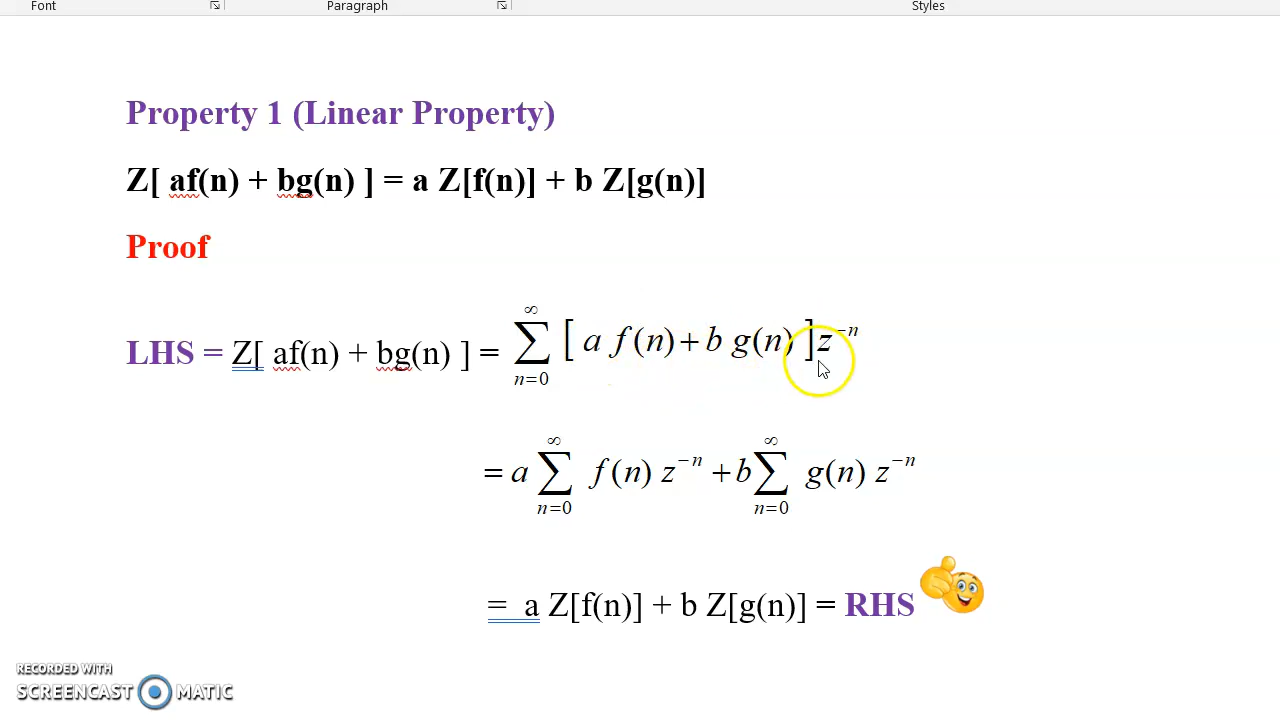 Font Paragraph Styles
Property 1 (Linear Property)
Z[ af(n) + bg(n) ] = a Z[f(n)] + b Z[g(n)]
Proof
LHS = Z[ af(n) + bg(n) ] = ∑_{n=0}^{∞} [ a f(n) + b g(n) ] z^{−n}
= a ∑_{n=0}^{∞} f(n) z^{−n} + b ∑_{n=0}^{∞} g(n) z^{−n}
= a Z[f(n)] + b Z[g(n)] = RHS
RECORDED WITH
SCREENCAST MATIC